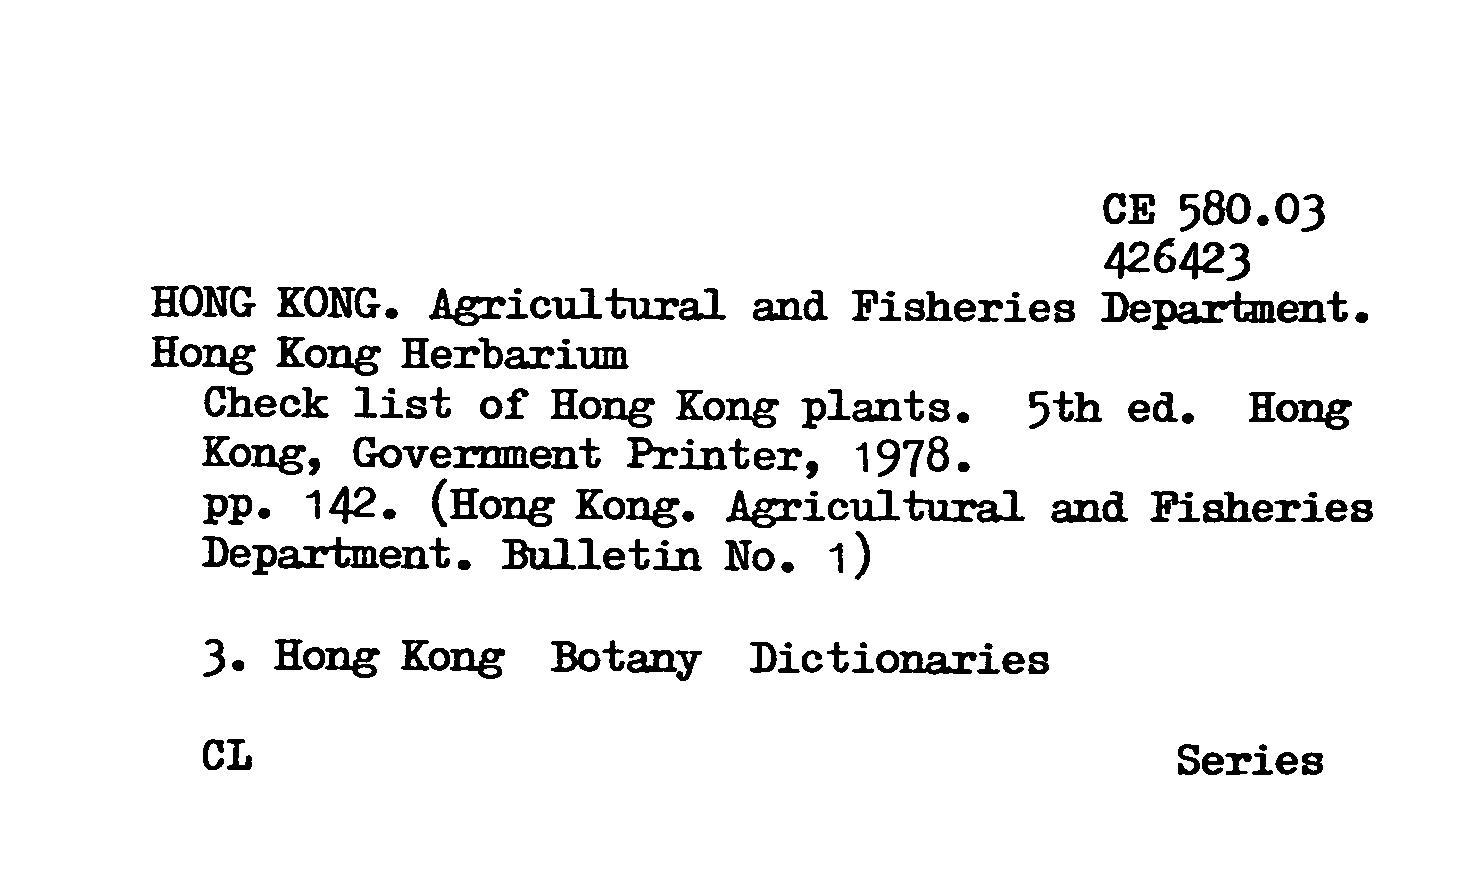 CE 580.03
426423
HONG KONG. Agricultural and Fisheries Department.
Hong Kong Herbarium
Check list of Hong Kong plants. 5th ed. Hong
Kong, Government Printer, 1978.
pp. 142. (Hong Kong. Agricultural and Fisheries
Department. Bulletin No. 1)
3. Hong Kong Botany Dictionaries
CL Series